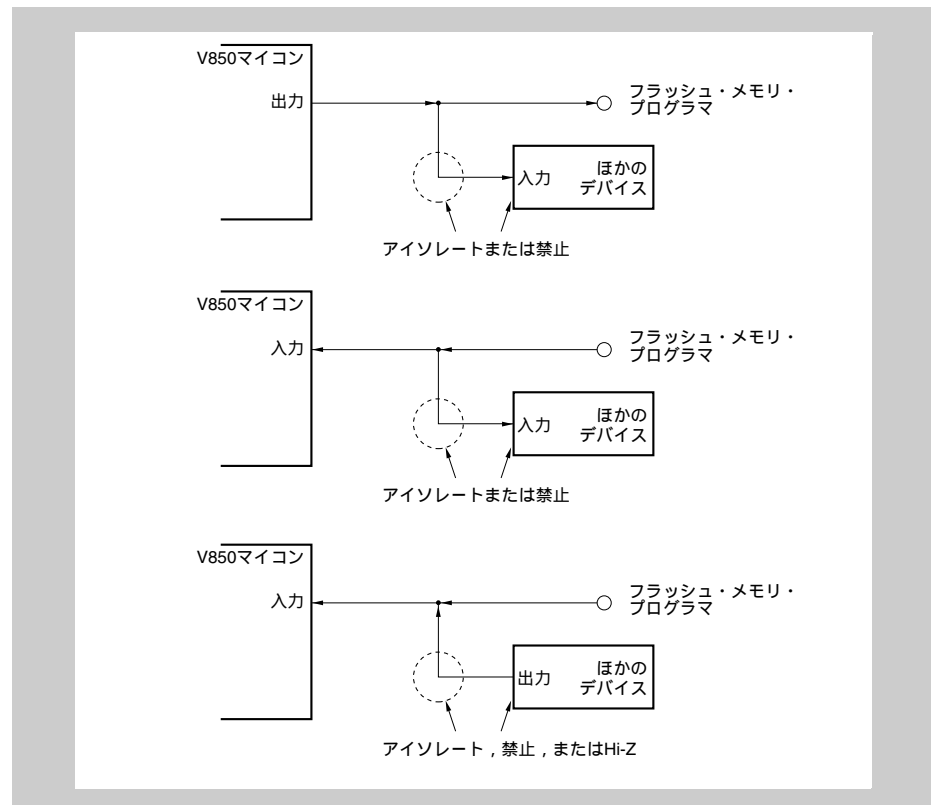 V850マイコン
出力
フラッシュ・メモリ・
プログラマ
入力
ほかの
デバイス
アイソレートまたは禁止
V850マイコン
入力
フラッシュ・メモリ・
プログラマ
入力
ほかの
デバイス
アイソレートまたは禁止
V850マイコン
入力
フラッシュ・メモリ・
プログラマ
出力
ほかの
デバイス
アイソレート，禁止，またはHi-Z